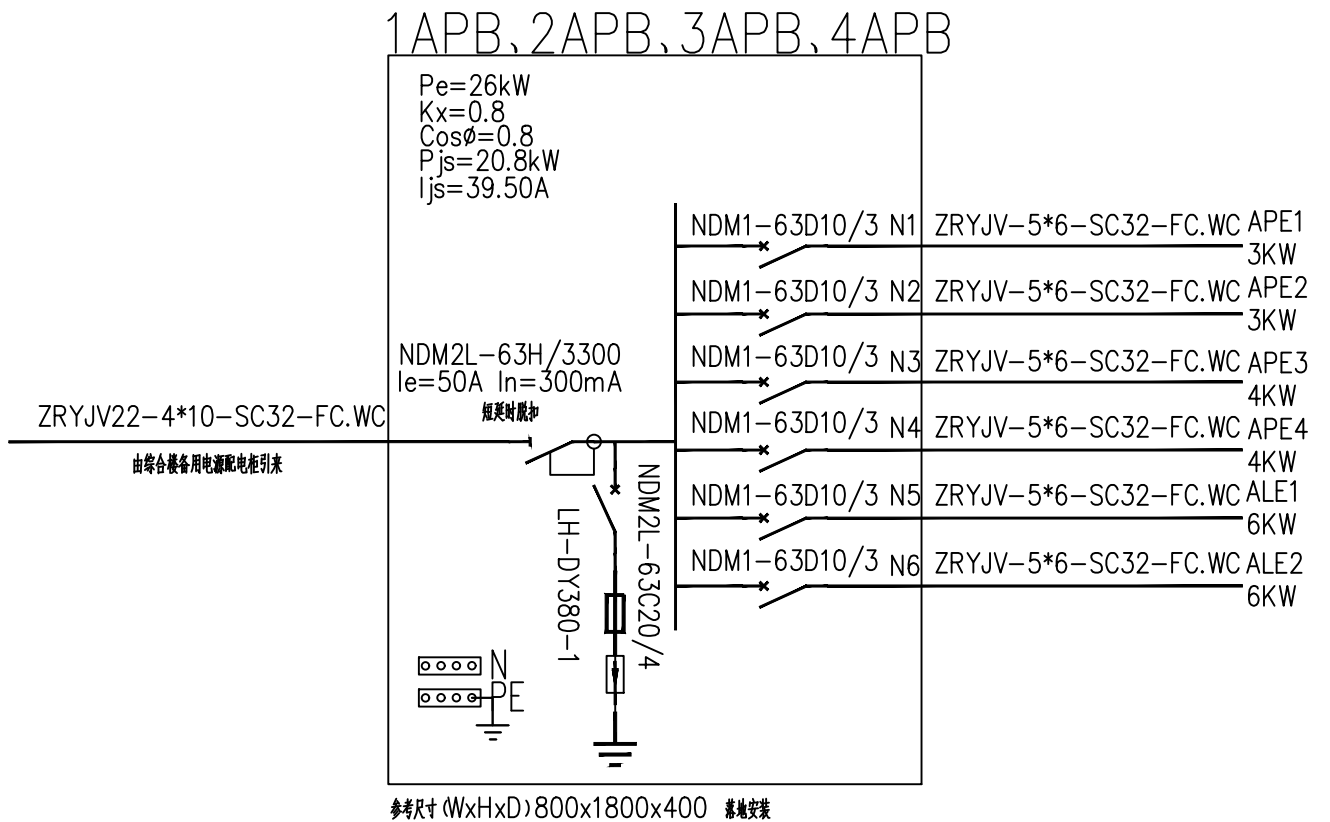 1APB、2APB、3APB、4APB
Pe=26kW
Kx=0.8
Cosø=0.8
Pjs=20.8kW
Ijs=39.50A
NDM2L-63H/3300
Ie=50A In=300mA
短延时脱扣
ZRYJV22-4*10-SC32-FC.WC
由综合楼备用电源配电柜引来
NDM1-63D10/3 N1 ZRYJV-5*6-SC32-FC.WC APE1
3KW
NDM1-63D10/3 N2 ZRYJV-5*6-SC32-FC.WC APE2
3KW
NDM1-63D10/3 N3 ZRYJV-5*6-SC32-FC.WC APE3
4KW
NDM1-63D10/3 N4 ZRYJV-5*6-SC32-FC.WC APE4
4KW
NDM1-63D10/3 N5 ZRYJV-5*6-SC32-FC.WC ALE1
6KW
NDM1-63D10/3 N6 ZRYJV-5*6-SC32-FC.WC ALE2
6KW
NDM2L-63C20/4
LH-DY380-1
N
PE
参考尺寸(WxHxD)800x1800x400 落地安装